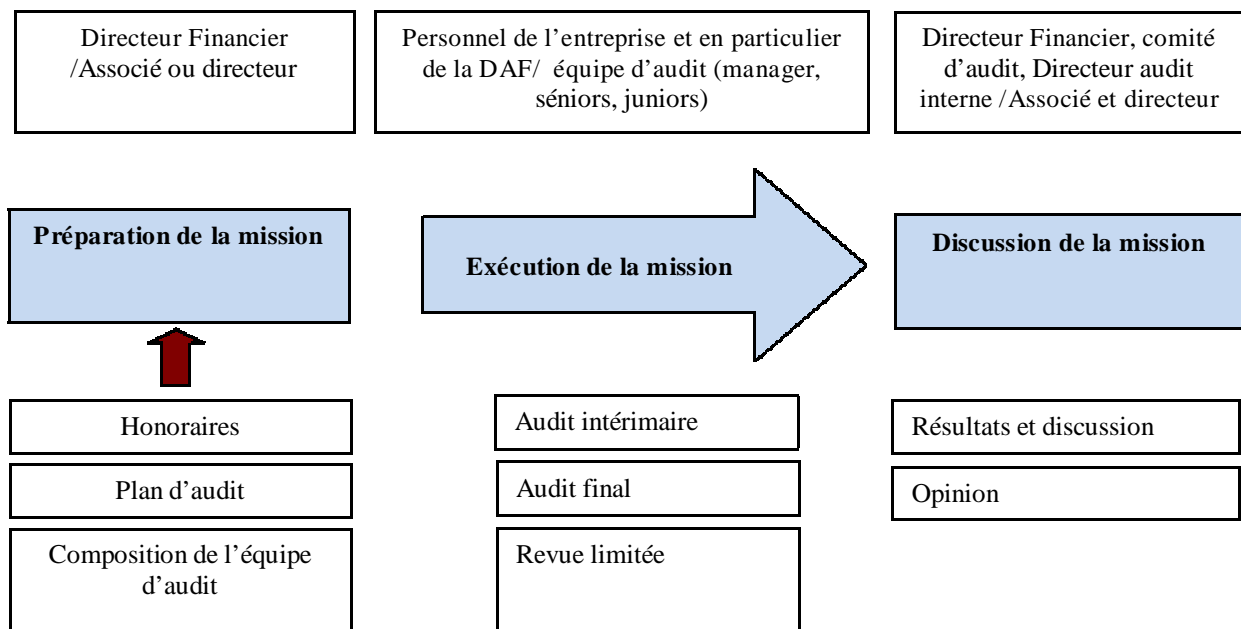 Directeur Financier
/Associé ou directeur
Personnel de l’entreprise et en particulier
de la DAF/ équipe d’audit (manager,
séniors, juniors)
Directeur Financier, comité
d’audit, Directeur audit
interne /Associé et directeur
Préparation de la mission
Exécution de la mission
Discussion de la mission
Honoraires
Plan d’audit
Composition de l’équipe
d’audit
Audit intérimaire
Audit final
Revue limitée
Résultats et discussion
Opinion